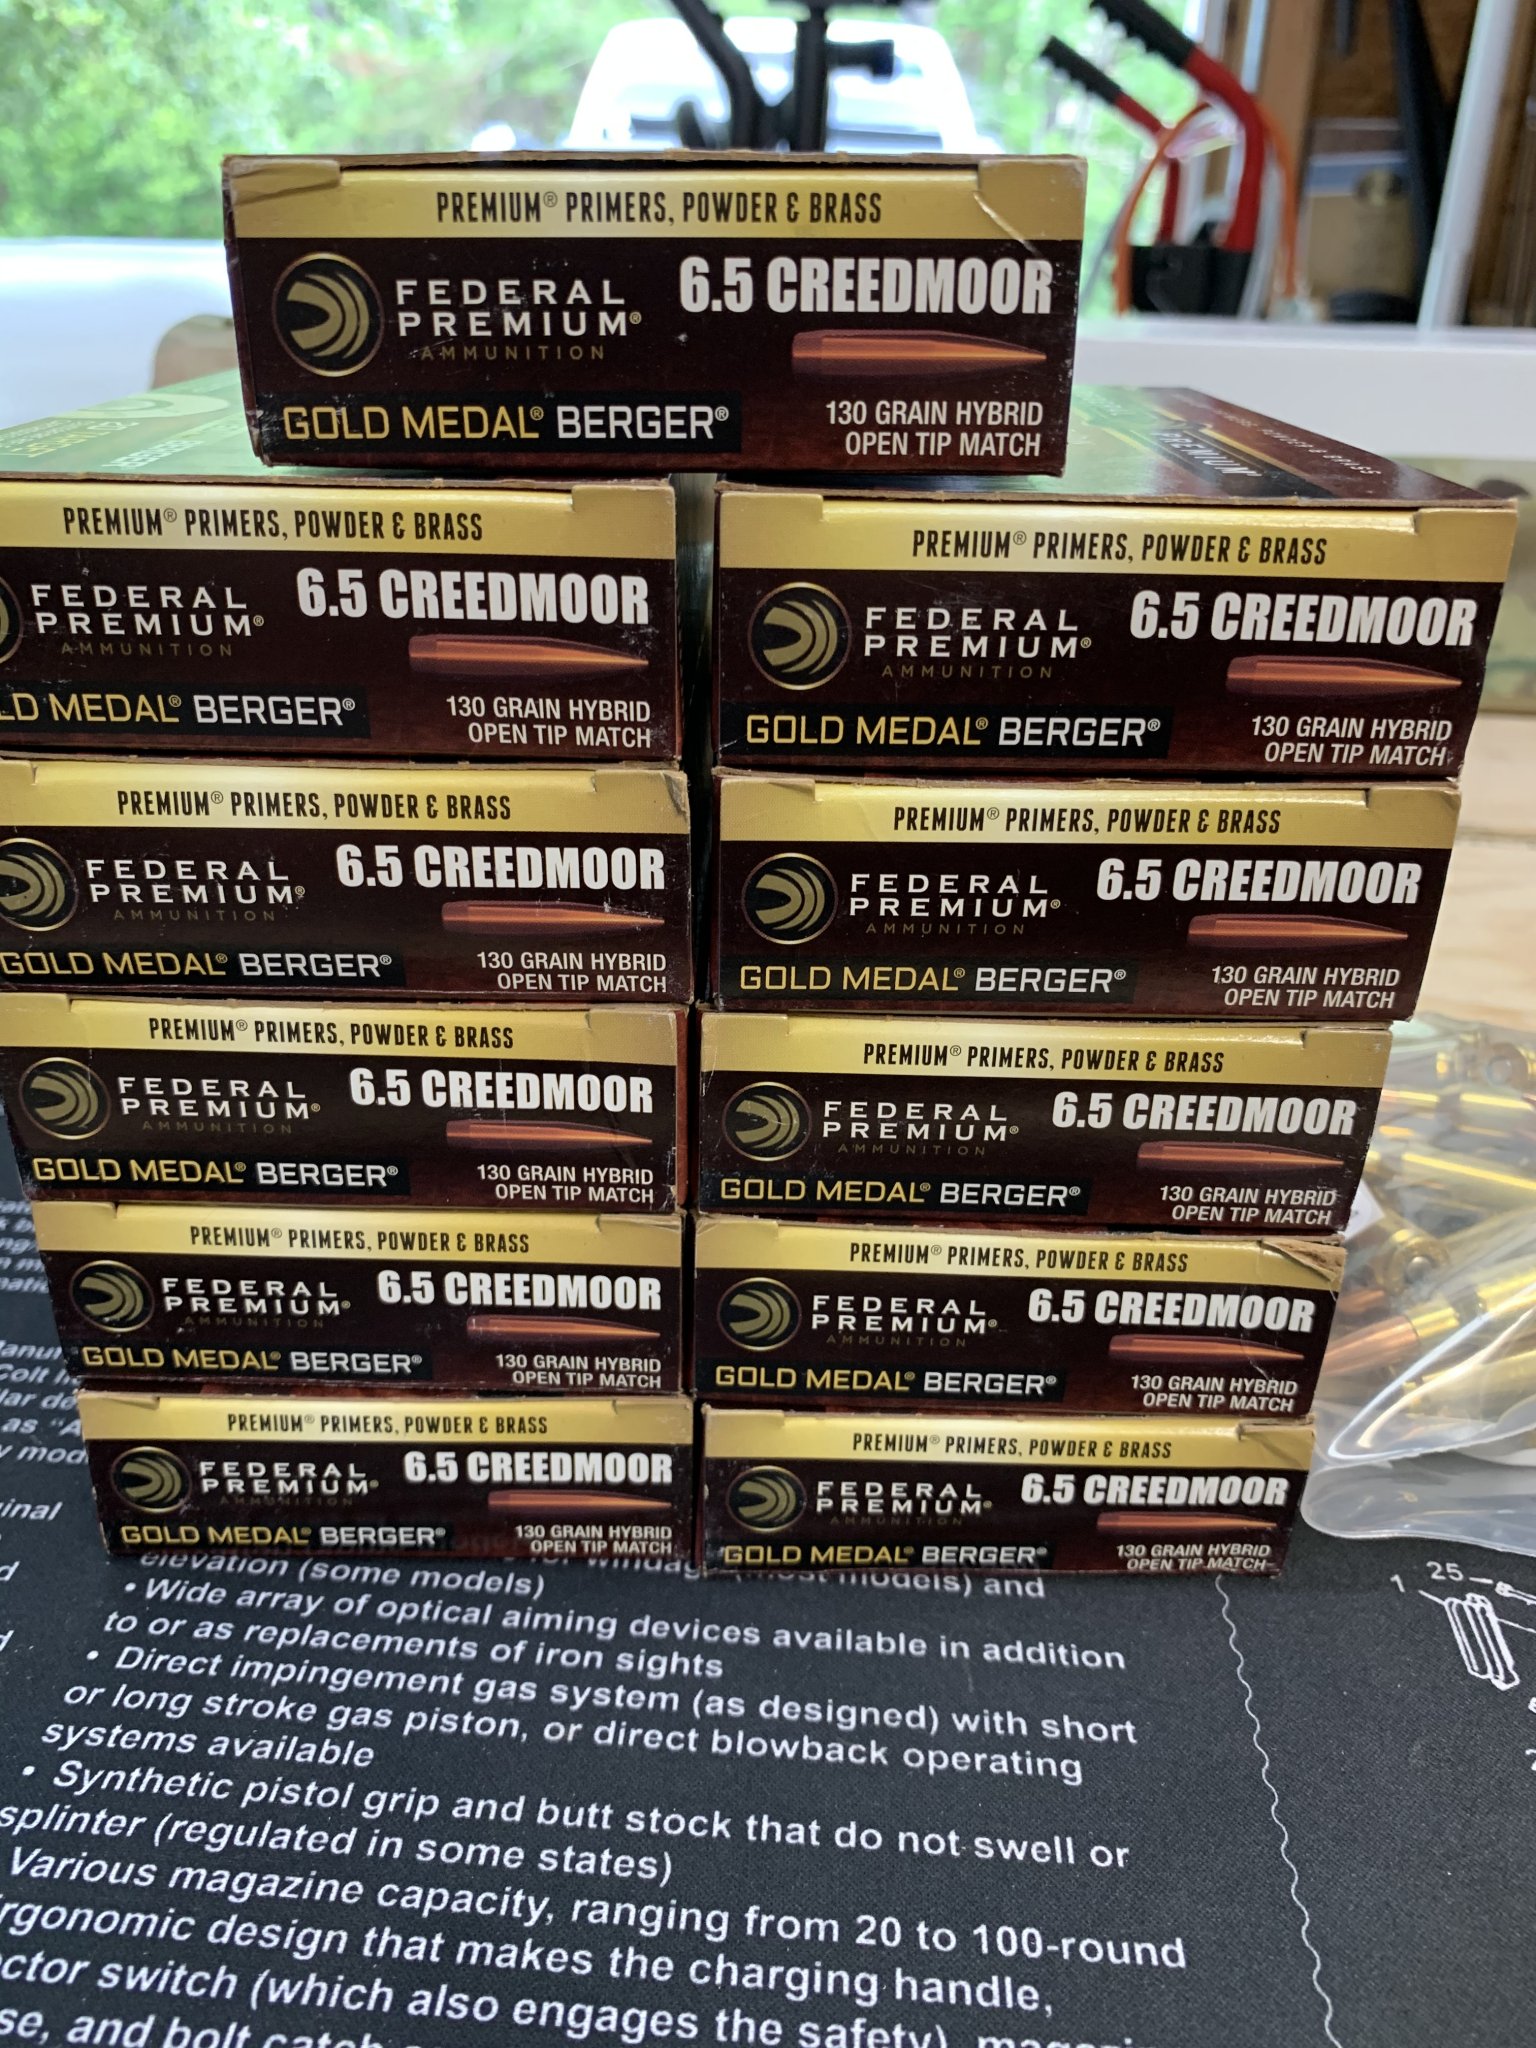 PREMIUM® PRIMERS, POWDER & BRASS
FEDERAL
PREMIUM®
AMMUNITION
6.5 CREEDMOOR
GOLD MEDAL® BERGER®
130 GRAIN HYBRID
OPEN TIP MATCH
PREMIUM
PREMIUM® PRIMERS, POWDER & BRASS
FEDERAL
PREMIUM®
AMMUNITION
6.5 CREEDMOOR
MEDAL® BERGER®
130 GRAIN HYBRID
OPEN TIP MATCH
PREMIUM® PRIMERS, POWDER & BRASS
FEDERAL
PREMIUM®
AMMUNITION
6.5 CREEDMOOR
GOLD MEDAL® BERGER®
130 GRAIN HYBRID
OPEN TIP MATCH
PREMIUM® PRIMERS, POWDER & BRASS
FEDERAL
PREMIUM®
AMMUNITION
6.5 CREEDMOOR
GOLD MEDAL® BERGER®
130 GRAIN HYBRID
OPEN TIP MATCH
PREMIUM® PRIMERS, POWDER & BRASS
FEDERAL
PREMIUM®
AMMUNITION
6.5 CREEDMOOR
GOLD MEDAL® BERGER®
130 GRAIN HYBRID
OPEN TIP MATCH
PREMIUM® PRIMERS, POWDER & BRASS
FEDERAL
PREMIUM®
AMMUNITION
6.5 CREEDMOOR
GOLD MEDAL® BERGER®
130 GRAIN HYBRID
OPEN TIP MATCH
PREMIUM® PRIMERS, POWDER & BRASS
FEDERAL
PREMIUM®
AMMUNITION
6.5 CREEDMOOR
GOLD MEDAL® BERGER®
130 GRAIN HYBRID
OPEN TIP MATCH
PREMIUM® PRIMERS, POWDER & BRASS
FEDERAL
PREMIUM®
AMMUNITION
6.5 CREEDMOOR
GOLD MEDAL® BERGER®
130 GRAIN HYBRID
OPEN TIP MATCH
PREMIUM® PRIMERS, POWDER & BRASS
FEDERAL
PREMIUM®
AMMUNITION
6.5 CREEDMOOR
GOLD MEDAL® BERGER®
130 GRAIN HYBRID
OPEN TIP MATCH
PREMIUM® PRIMERS, POWDER & BRASS
FEDERAL
PREMIUM®
AMMUNITION
6.5 CREEDMOOR
GOLD MEDAL® BERGER®
130 GRAIN HYBRID
OPEN TIP MATCH
PREMIUM® PRIMERS, POWDER & BRASS
FEDERAL
PREMIUM®
AMMUNITION
6.5 CREEDMOOR
GOLD MEDAL® BERGER®
130 GRAIN HYBRID
OPEN TIP MATCH
Colt
as
elevation (some models)
models) and
• Wide array of optical aiming devices available in addition
to or as replacements of iron sights
• Direct impingement gas system (as designed) with short
or long stroke gas piston, or direct blowback operating
systems available
• Synthetic pistol grip and butt stock that do not swell or
splinter (regulated in some states)
Various magazine capacity, ranging from 20 to 100-round
rgonomic design that makes the charging handle,
ctor switch (which also engages the safety),
and bolt catch
1
25